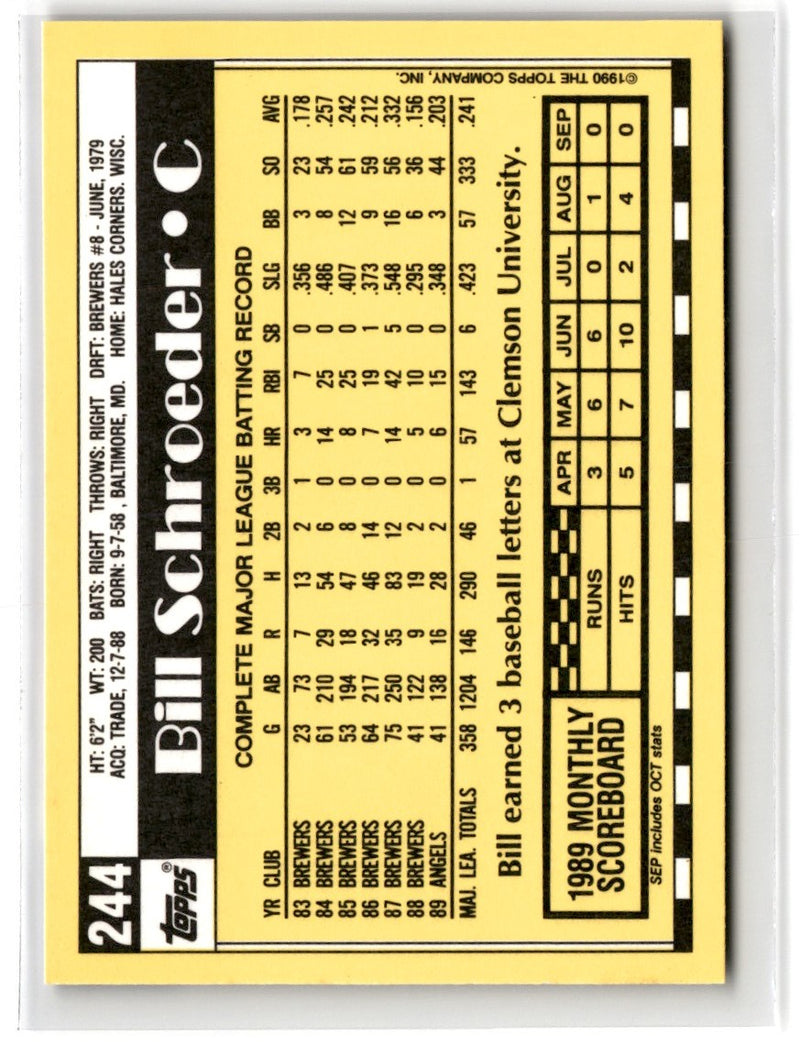 244
HT: 6'2" WT: 200 BATS: RIGHT THROWS: RIGHT DRFT: BREWERS #8 - JUNE, 1979
ACQ: TRADE, 12-7-88 BORN: 9-7-58 , BALTIMORE, MD. HOME: HALES CORNERS. WISC.
TOPPS® Bill Schroeder • C
COMPLETE MAJOR LEAGUE BATTING RECORD
YR CLUB G AB R H 2B 3B HR RBI SB SLG BB SO AVG
83 BREWERS 23 73 7 13 2 1 3 7 0 .356 3 23 .178
84 BREWERS 61 210 29 54 6 0 14 25 0 .486 8 54 .257
85 BREWERS 53 194 18 47 8 0 8 25 0 .407 12 61 .242
86 BREWERS 64 217 32 46 14 0 7 19 1 .373 9 59 .212
87 BREWERS 75 250 35 83 12 0 14 42 5 .548 16 56 .332
88 BREWERS 41 122 9 19 2 0 5 10 0 .295 6 36 .156
89 ANGELS 41 138 16 28 2 0 6 15 0 .348 3 44 .203
MAJ. LEA. TOTALS 358 1204 146 290 46 1 57 143 6 .423 57 333 .241
Bill earned 3 baseball letters at Clemson University.
1989 MONTHLY
SCOREBOARD
APR MAY JUN JUL AUG SEP
RUNS 3 6 6 0 1 0
HITS 5 7 10 2 4 0
SEP includes OCT stats
©1990 THE TOPPS COMPANY, INC.